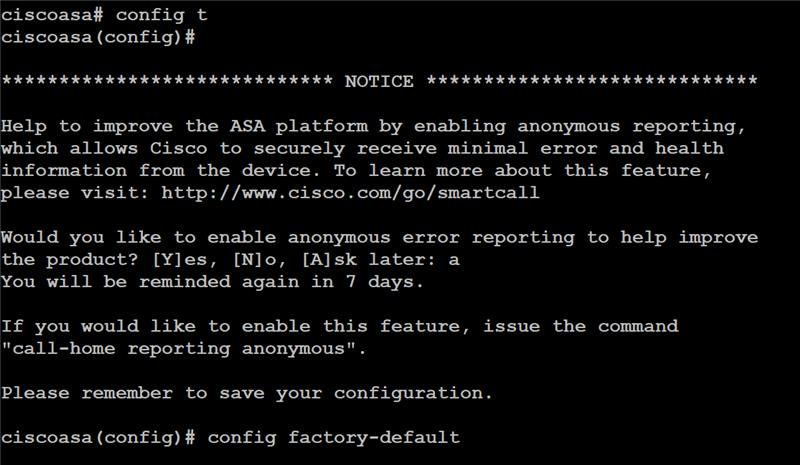 ciscoasa# config t
ciscoasa(config)#
***************************** NOTICE *****************************
Help to improve the ASA platform by enabling anonymous reporting,
which allows Cisco to securely receive minimal error and health
information from the device. To learn more about this feature,
please visit: http://www.cisco.com/go/smartcall
Would you like to enable anonymous error reporting to help improve
the product? [Y]es, [N]o, [A]sk later: a
You will be reminded again in 7 days.
If you would like to enable this feature, issue the command
"call-home reporting anonymous".
Please remember to save your configuration.
ciscoasa(config)# config factory-default